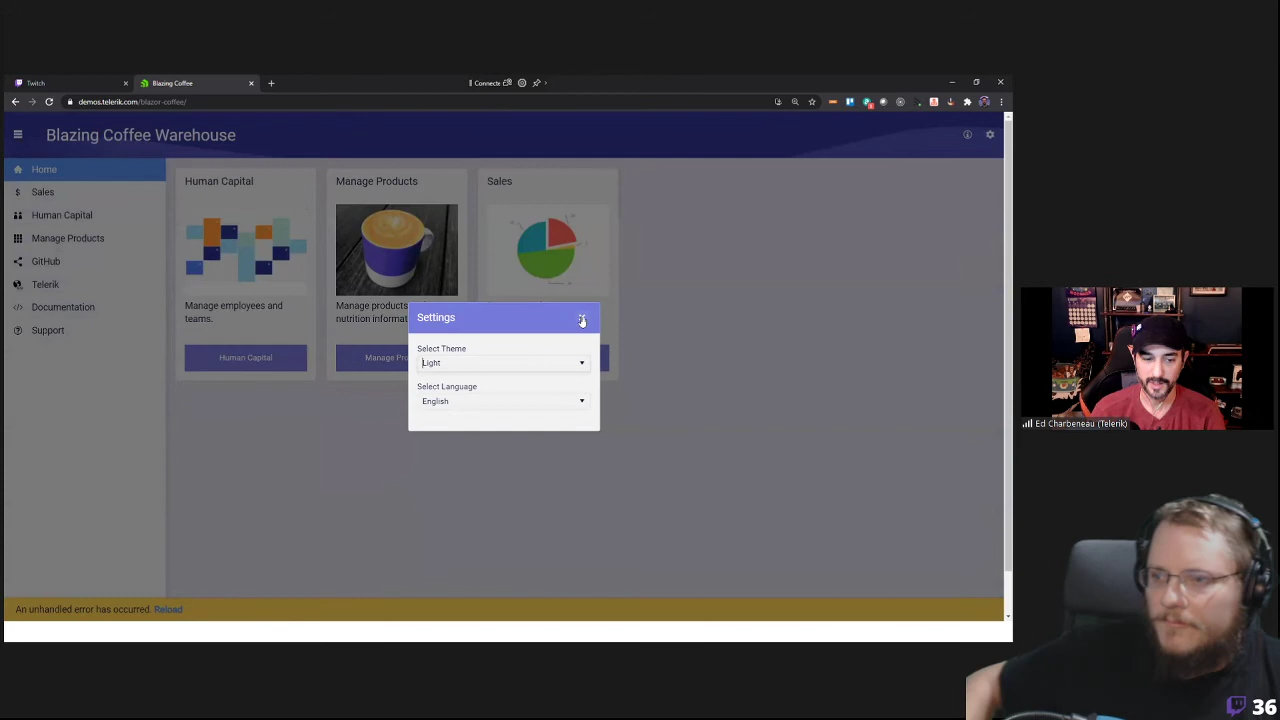 Twitch
Blazing Coffee
Connecte
demos.telerik.com/blazor-coffee/
Blazing Coffee Warehouse
Home
Sales
Human Capital
Manage Products
GitHub
Telerik
Documentation
Support
Human Capital
Manage employees and
teams.
Human Capital
Manage Products
Manage products
nutrition informat
Manage Pro
Sales
Settings
Select Theme
Light
Select Language
English
An unhandled error has occurred. Reload
Ed Charbeneau (Telerik)
36